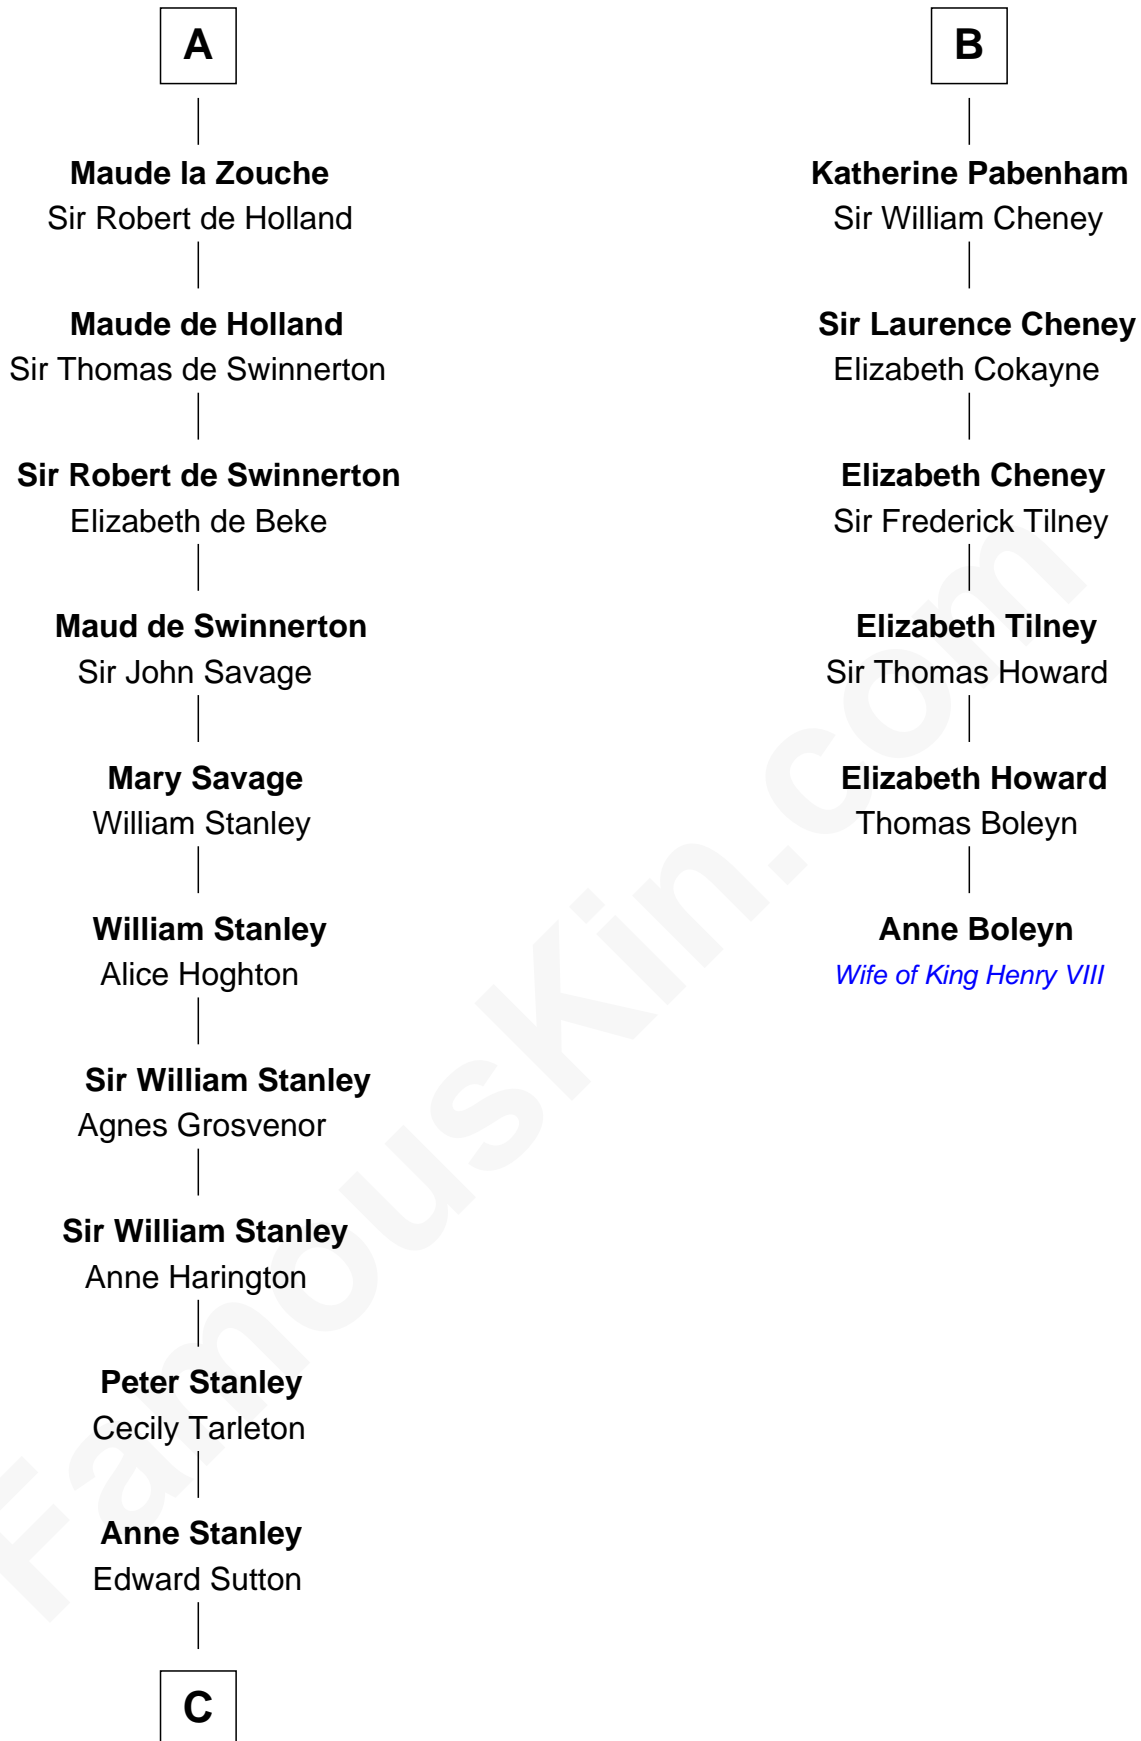 A
Maude la Zouche
Sir Robert de Holland
Maude de Holland
Sir Thomas de Swinnerton
Sir Robert de Swinnerton
Elizabeth de Beke
Maud de Swinnerton
Sir John Savage
Mary Savage
William Stanley
William Stanley
Alice Hoghton
Sir William Stanley
Agnes Grosvenor
Sir William Stanley
Anne Harington
Peter Stanley
Cecily Tarleton
Anne Stanley
Edward Sutton
C
B
Katherine Pabenham
Sir William Cheney
Sir Laurence Cheney
Elizabeth Cokayne
Elizabeth Cheney
Sir Frederick Tilney
Elizabeth Tilney
Sir Thomas Howard
Elizabeth Howard
Thomas Boleyn
Anne Boleyn
Wife of King Henry VIII
FamousKin.com